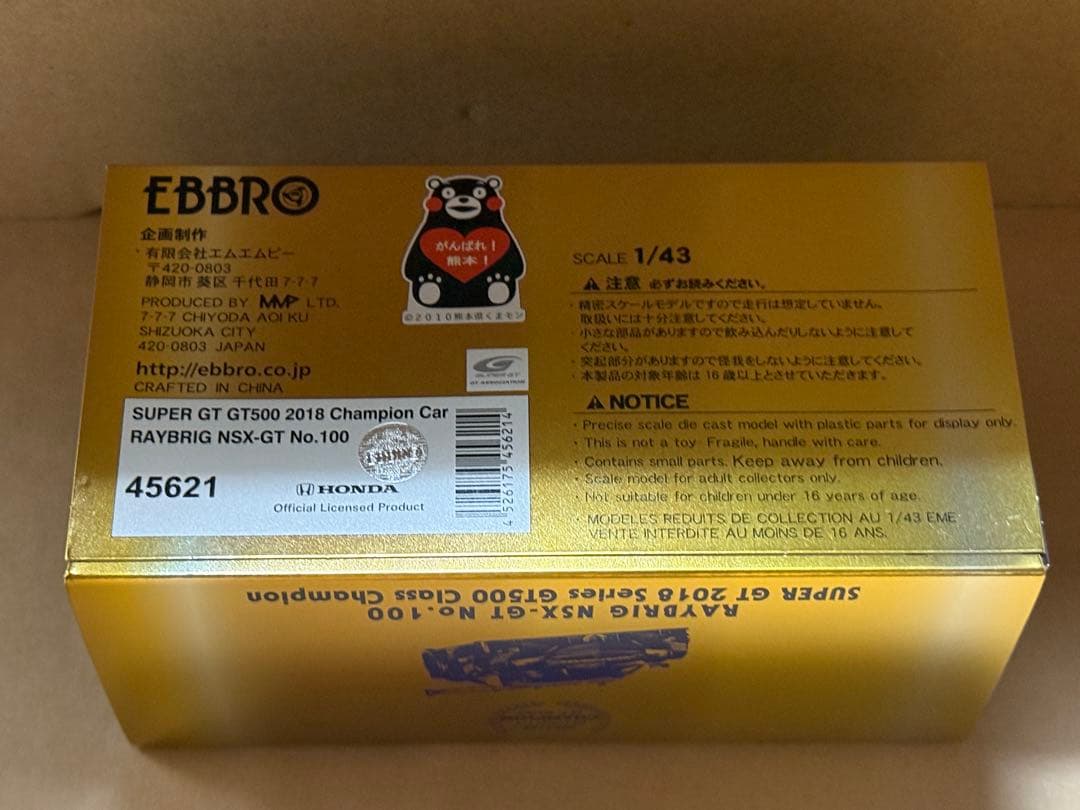 EBBRO
企画制作
・有限会社エムエムピー
〒420-0803
静岡市 葵区 千代田 7-7-7
PRODUCED BY MMP LTD.
7-7-7 CHIYODA AOI KU
SHIZUOKA CITY
420-0803 JAPAN
http://ebbro.co.jp
CRAFTED IN CHINA
がんばれ！
熊本！
©2010熊本県くまモン
SUPER GT
GT-ASSOCIATION
SUPER GT GT500 2018 Champion Car
RAYBRIG NSX-GT No.100
45621
HONDA
Official Licensed Product
4 526175 456214
SCALE 1/43
注意 必ずお読みください。
・精密スケールモデルですので走行は想定していません。
取扱いには十分注意してください。
・小さな部品がありますので飲み込んだりしないように注意して
ください。
・突起部分がありますので怪我をしないように注意してください。
・本製品の対象年齢は 16 歳以上とさせていただきます。
NOTICE
・Precise scale die cast model with plastic parts for display only.
・This is not a toy. Fragile, handle with care.
・Contains small parts. Keep away from children.
・Scale model for adult collectors only.
・Not suitable for children under 16 years of age.
MODELES REDUITS DE COLLECTION AU 1/43 EME
VENTE INTERDITE AU MOINS DE 16 ANS.
SUPER GT 2018 Series GT500 Class Champion
RAYBRIG NSX-GT No.100